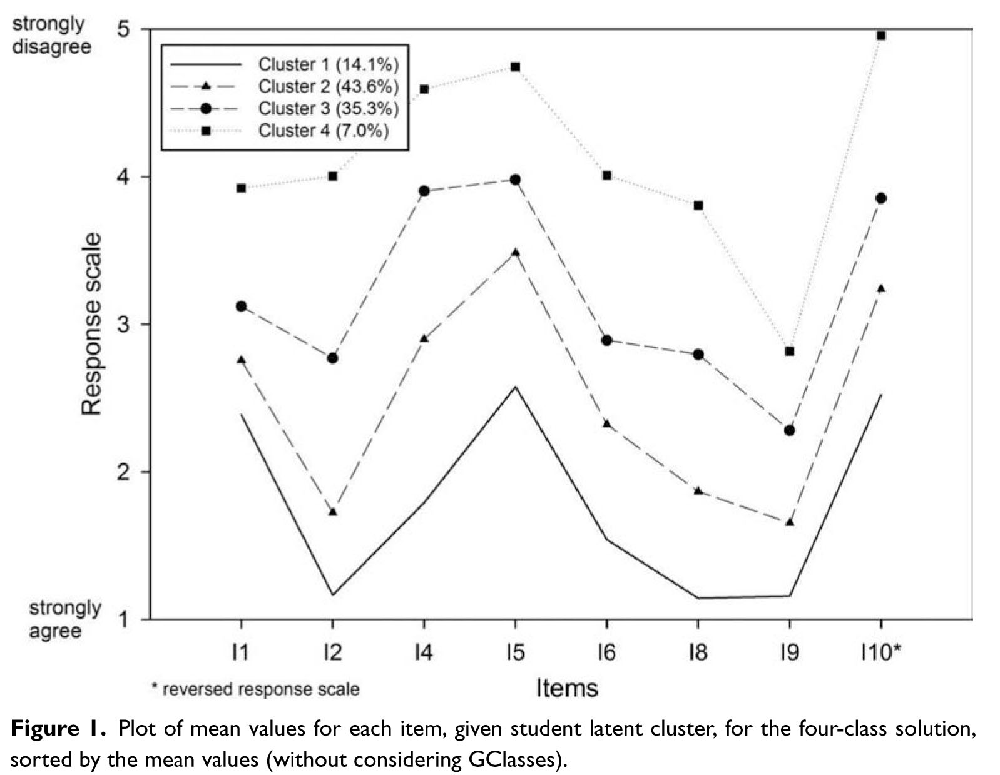 strongly
disagree
5
Cluster 1 (14.1%)
Cluster 2 (43.6%)
Cluster 3 (35.3%)
Cluster 4 (7.0%)
4
Response scale
3
2
strongly
agree
1
I1 I2 I4 I5 I6 I8 I9 I10*
* reversed response scale
Items
Figure 1. Plot of mean values for each item, given student latent cluster, for the four-class solution,
sorted by the mean values (without considering GClasses).